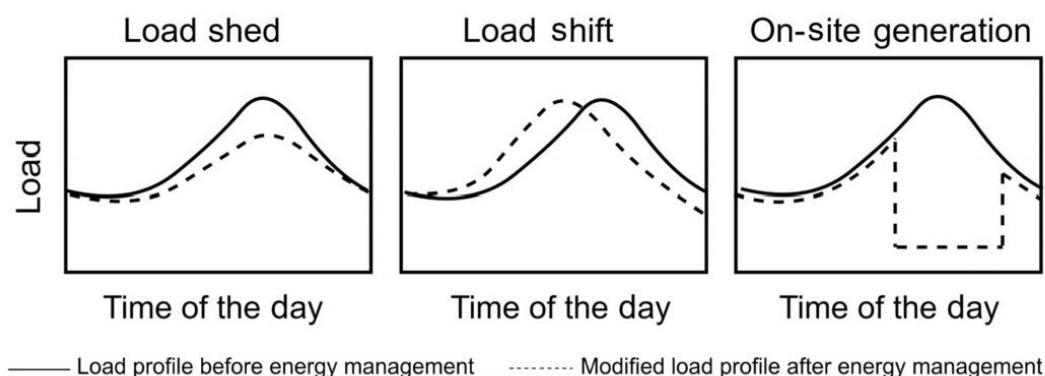 Load shed
Load shift
On-site generation
Load
Time of the day
Time of the day
Time of the day
Load profile before energy management
Modified load profile after energy management